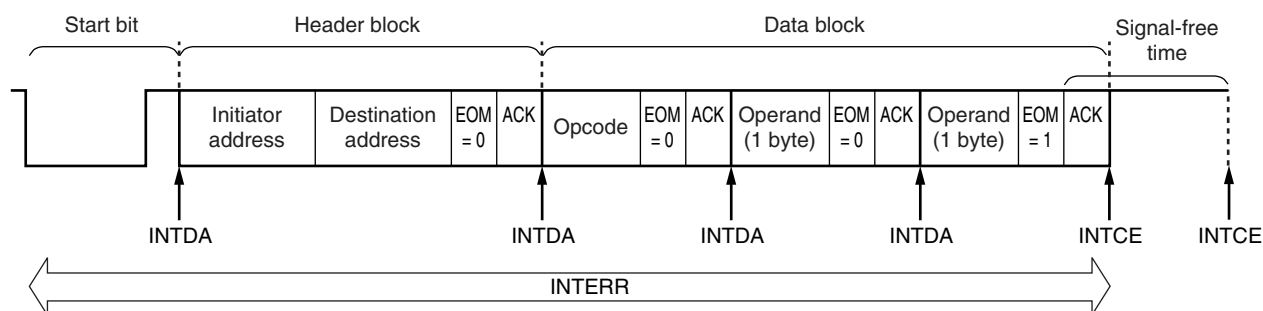 Start bit
Header block
Data block
Signal-free
time
Initiator
address
Destination
address
EOM
= 0
ACK
Opcode
EOM
= 0
ACK
Operand
(1 byte)
EOM
= 0
ACK
Operand
(1 byte)
EOM
= 1
ACK
INTDA
INTDA
INTDA
INTDA
INTCE
INTCE
INTERR